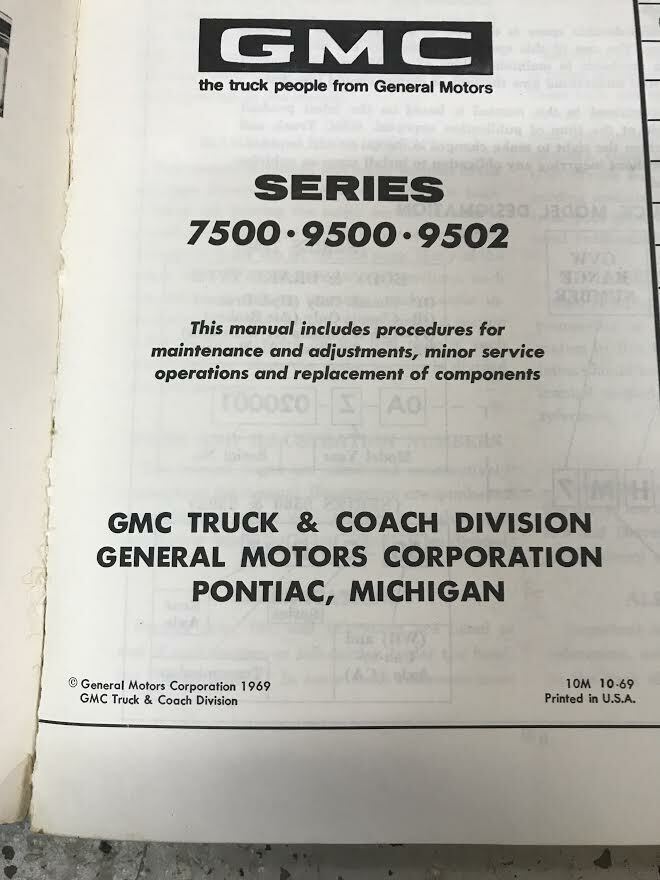 GMC
the truck people from General Motors
SERIES
7500 • 9500 • 9502
This manual includes procedures for
maintenance and adjustments, minor service
operations and replacement of components
GMC TRUCK & COACH DIVISION
GENERAL MOTORS CORPORATION
PONTIAC, MICHIGAN
© General Motors Corporation 1969
GMC Truck & Coach Division
10M 10-69
Printed in U.S.A.